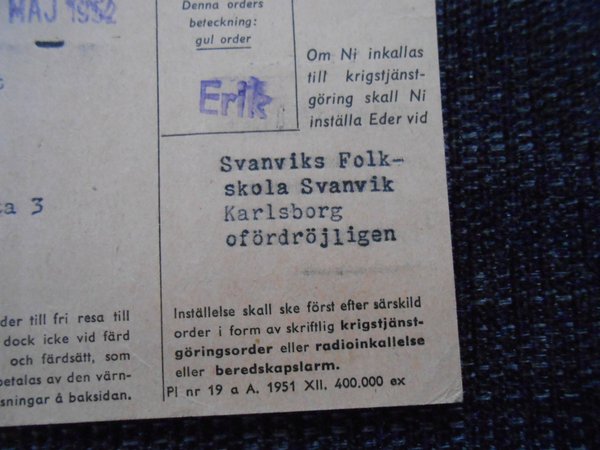 MAJ 1952
Denna orders
beteckning:
gul order
Erik
Om Ni inkallas
till krigstjänst-
göring skall Ni
inställa Eder vid
Svanviks Folk-
skola Svanvik
Karlsborg
ofördröjligen
ta 3
der till fri resa till
dock icke vid färd
och färdsätt, som
betalas av den värn-
sningar å baksidan.
Inställelse skall ske först efter särskild
order i form av skriftlig krigstjänst-
göringsorder eller radioinkallelse
eller beredskapslarm.
Pl nr 19 a A. 1951 XII. 400.000 ex